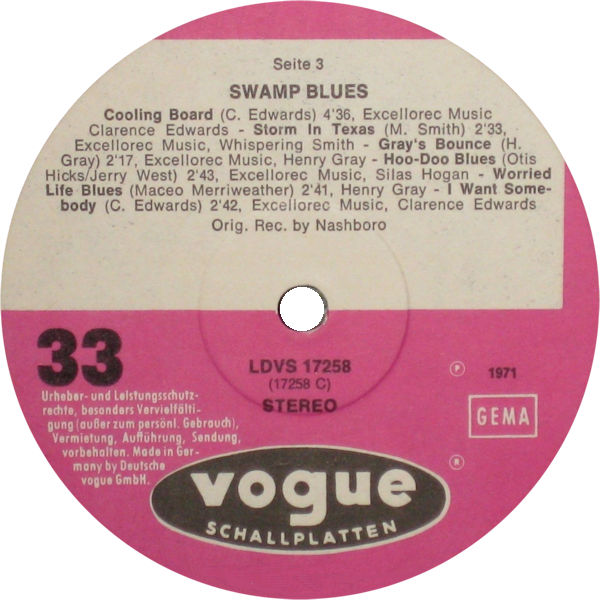 Seite 3
SWAMP BLUES
Cooling Board (C. Edwards) 4'36, Excellorec Music
Clarence Edwards - Storm In Texas (M. Smith) 2'33,
Excellorec Music, Whispering Smith - Gray's Bounce (H.
Gray) 2'17, Excellorec Music, Henry Gray - Hoo-Doo Blues (Otis
Hicks/Jerry West) 2'43, Excellorec Music, Silas Hogan - Worried
Life Blues (Maceo Merriweather) 2'41, Henry Gray - I Want Some-
body (C. Edwards) 2'42, Excellorec Music, Clarence Edwards
Orig. Rec. by Nashboro
33
LDVS 17258
(17258 C)
STEREO
Ⓟ 1971
GEMA
Urheber- und Leistungsschutz-
rechte, besonders Vervielfälti-
gung (außer zum persönl. Gebrauch),
Vermietung, Aufführung, Sendung,
vorbehalten. Made in Ger-
many by Deutsche
vogue GmbH.
®
vogue
SCHALLPLATTEN